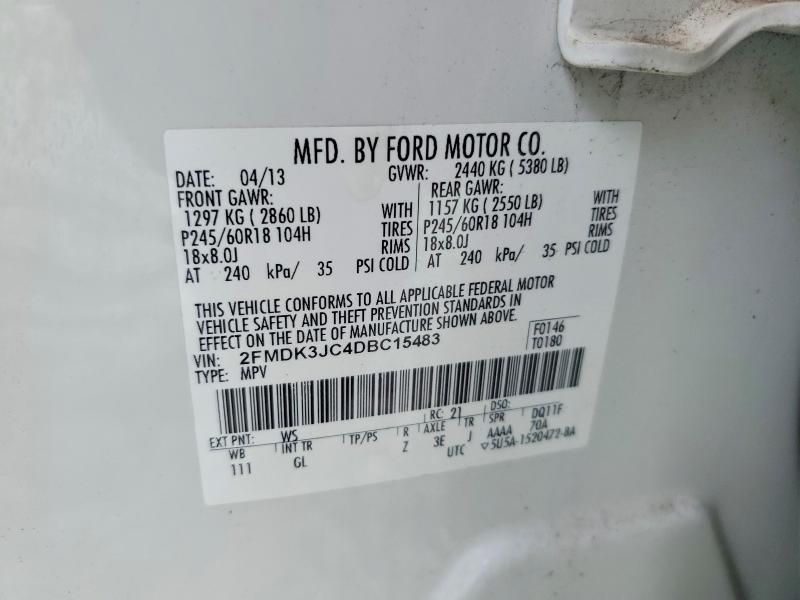 MFD. BY FORD MOTOR CO.
DATE: 04/13 GVWR: 2440 KG ( 5380 LB)
FRONT GAWR: REAR GAWR:
1297 KG ( 2860 LB) WITH 1157 KG ( 2550 LB) WITH
P245/60R18 104H TIRES P245/60R18 104H TIRES
18x8.0J RIMS 18x8.0J RIMS
AT 240 kPa/ 35 PSI COLD AT 240 kPa/ 35 PSI COLD
THIS VEHICLE CONFORMS TO ALL APPLICABLE FEDERAL MOTOR
VEHICLE SAFETY AND THEFT PREVENTION STANDARDS IN
EFFECT ON THE DATE OF MANUFACTURE SHOWN ABOVE.
VIN: 2FMDK3JC4DBC15483 F0146
TYPE: MPV T0180
EXT PNT: WS RC: 21 DSO:
WB INT TR TP/PS R AXLE TR SPR DQ11F
111 GL Z 3E J AAAA 70A
UTC ▽5U5A-1520472-BA